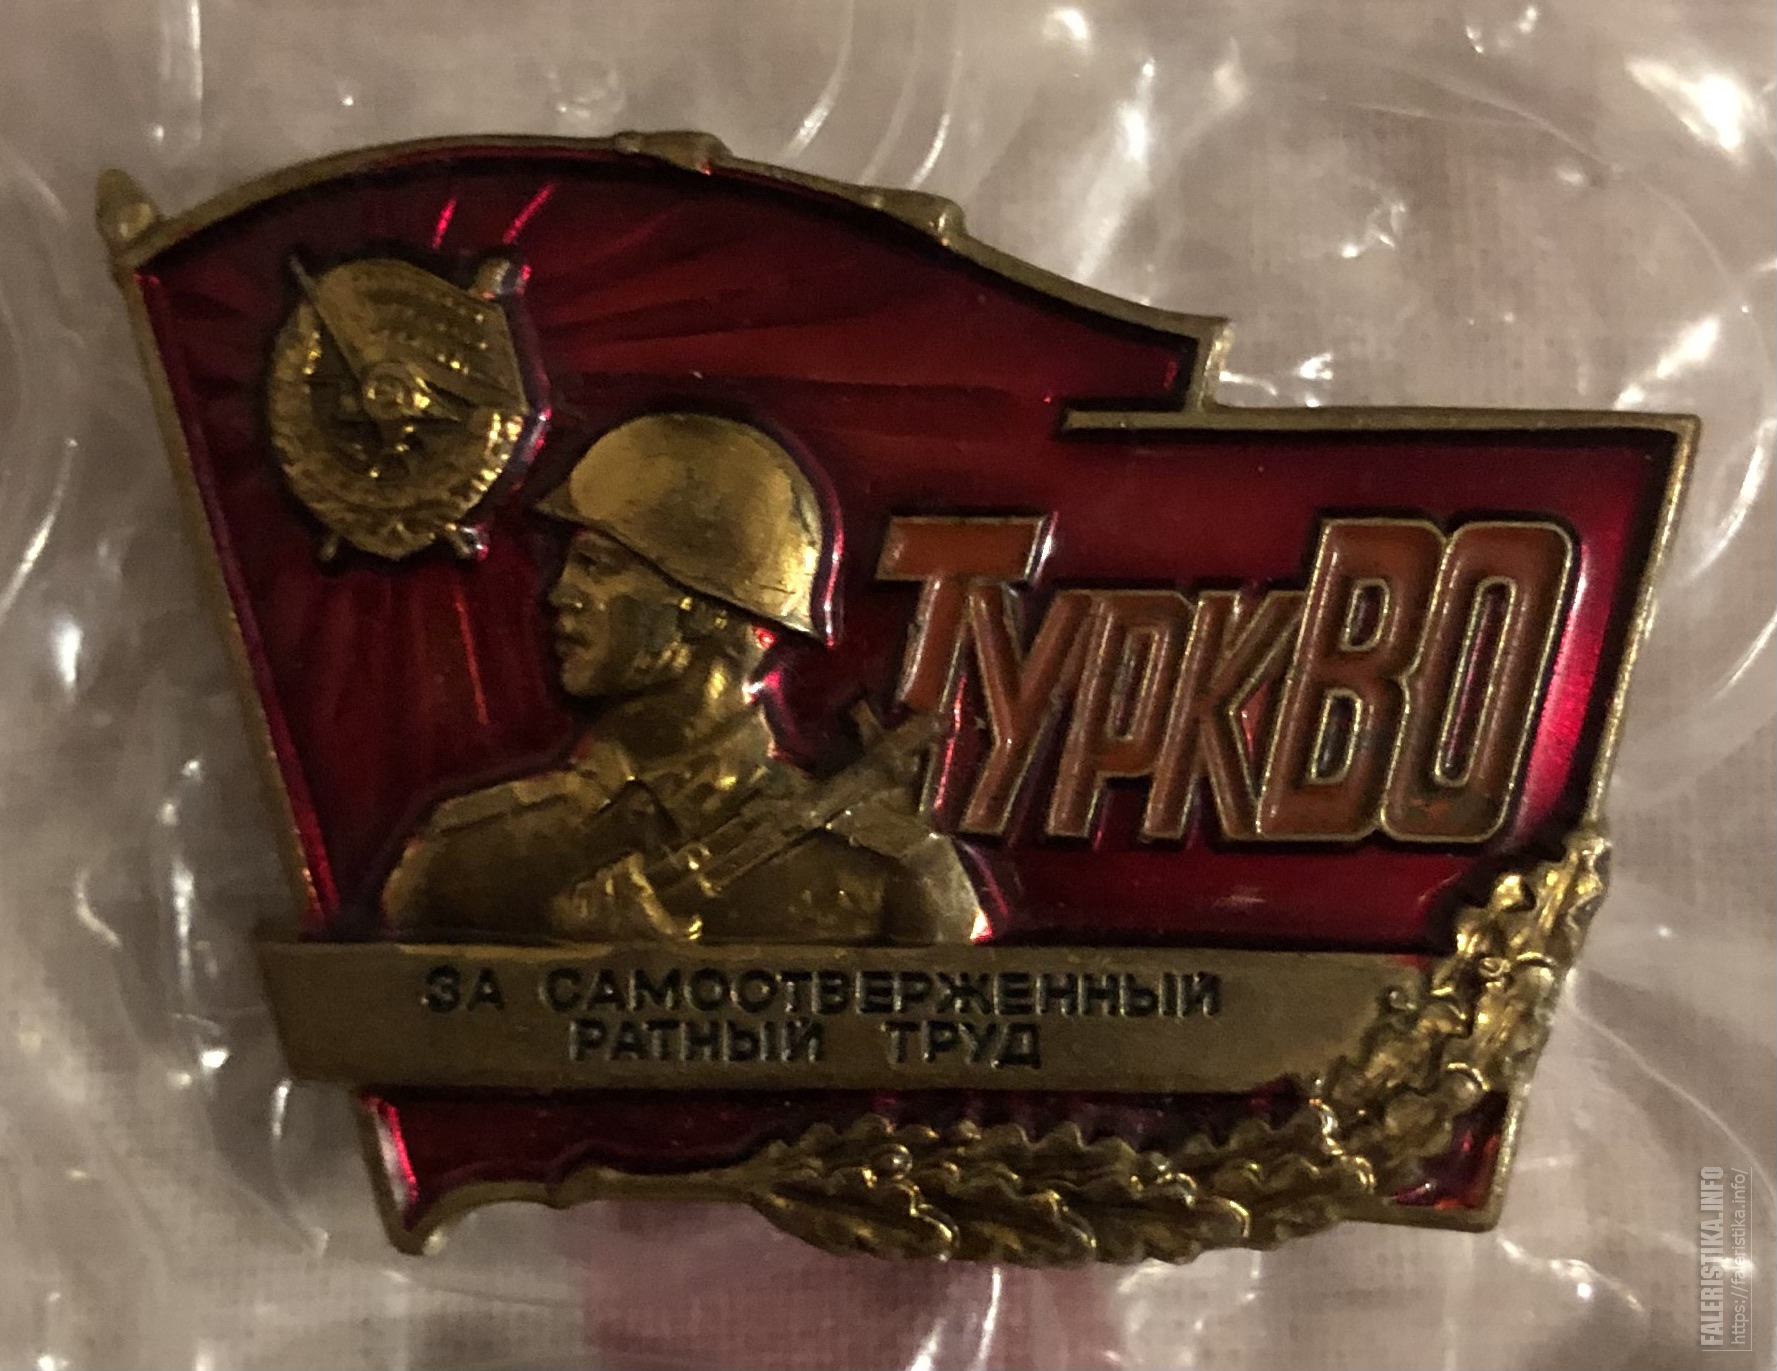 ТУРКВО
ЗА САМООТВЕРЖЕННЫЙ
РАТНЫЙ ТРУД
FALERISTIKA.INFO
https://faleristika.info/